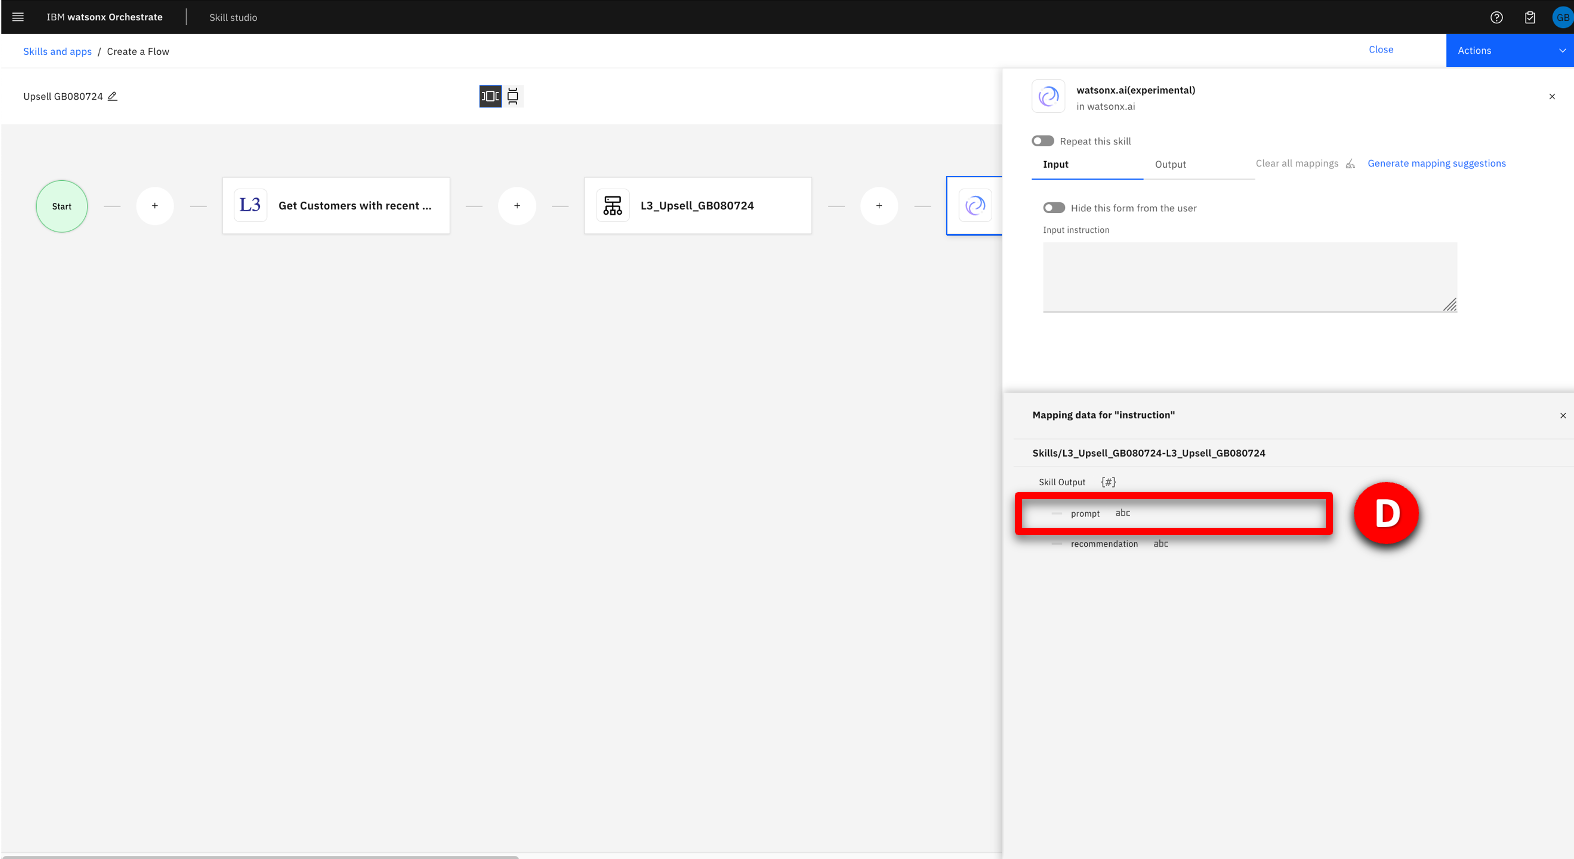 IBM watsonx Orchestrate
Skill studio
GB
Skills and apps / Create a Flow
Close
Actions
Upsell GB080724
watsonx.ai(experimental)
in watsonx.ai
Repeat this skill
Input
Output
Clear all mappings
Generate mapping suggestions
Start
+
L3
Get Customers with recent ...
+
L3_Upsell_GB080724
+
Hide this form from the user
Input instruction
Mapping data for "instruction"
Skills/L3_Upsell_GB080724-L3_Upsell_GB080724
Skill Output {#}
prompt abc
D
recommendation abc